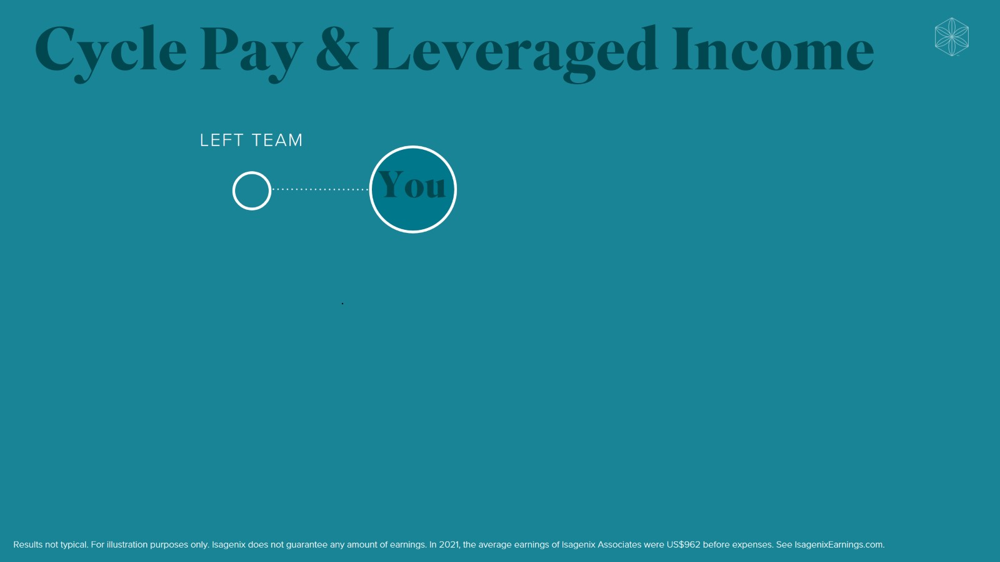 Cycle Pay & Leveraged Income
LEFT TEAM
You
Results not typical. For illustration purposes only. Isagenix does not guarantee any amount of earnings. In 2021, the average earnings of Isagenix Associates were US$962 before expenses. See IsagenixEarnings.com.